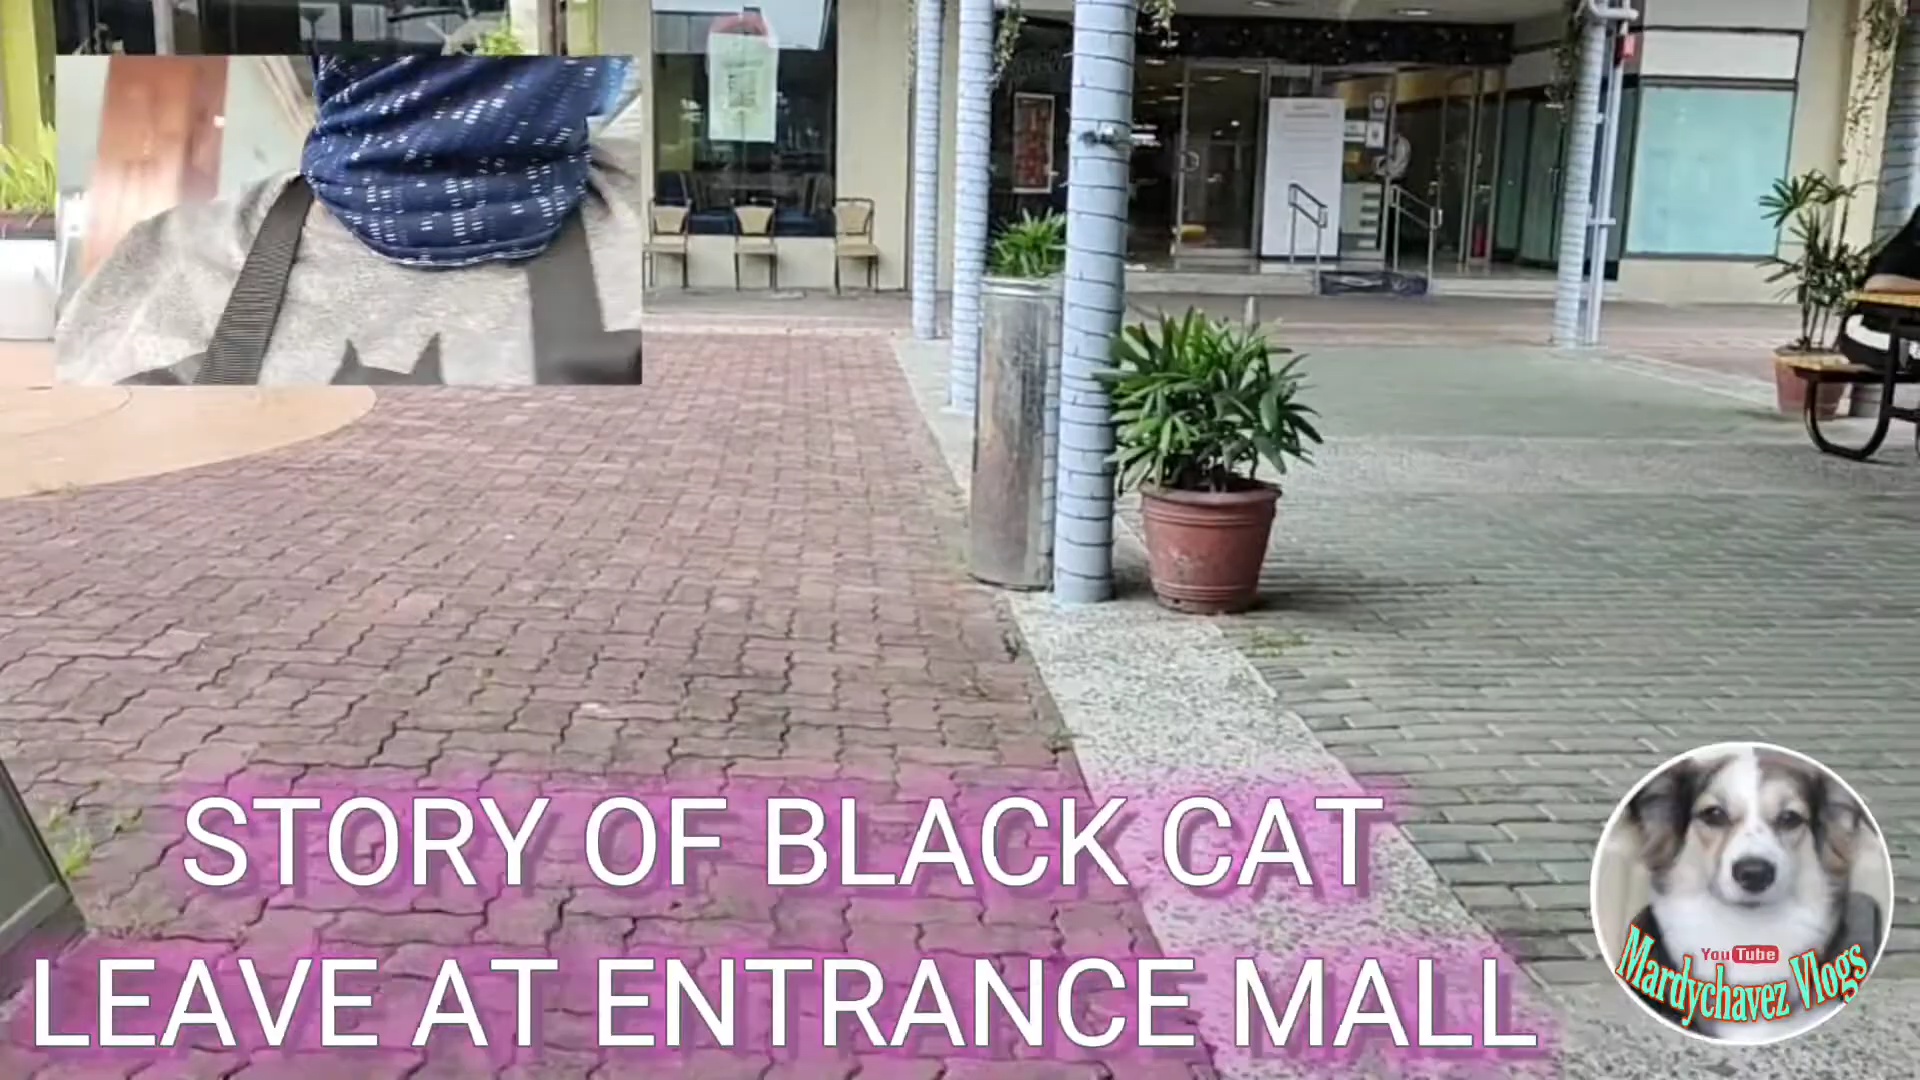 STORY OF BLACK CAT
LEAVE AT ENTRANCE MALL
YouTube
Mardychavez Vlogs